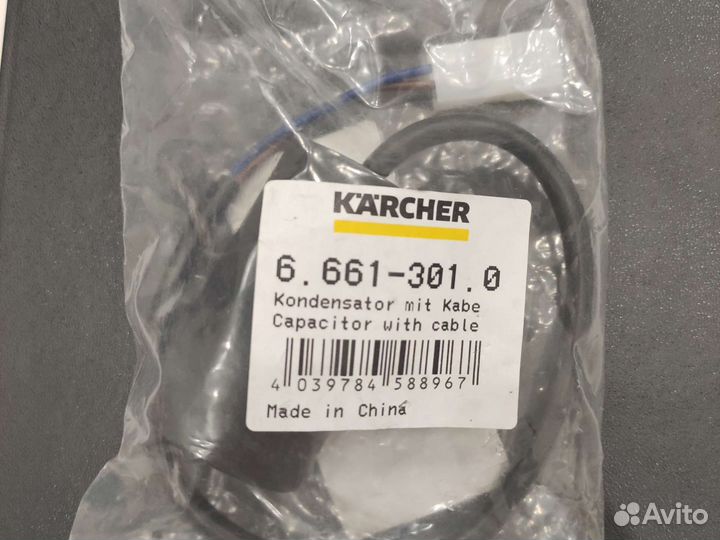 KÄRCHER
6.661-301.0
Kondensator mit Kabe
Capacitor with cable
4 039784 588967
Made in China
Avito